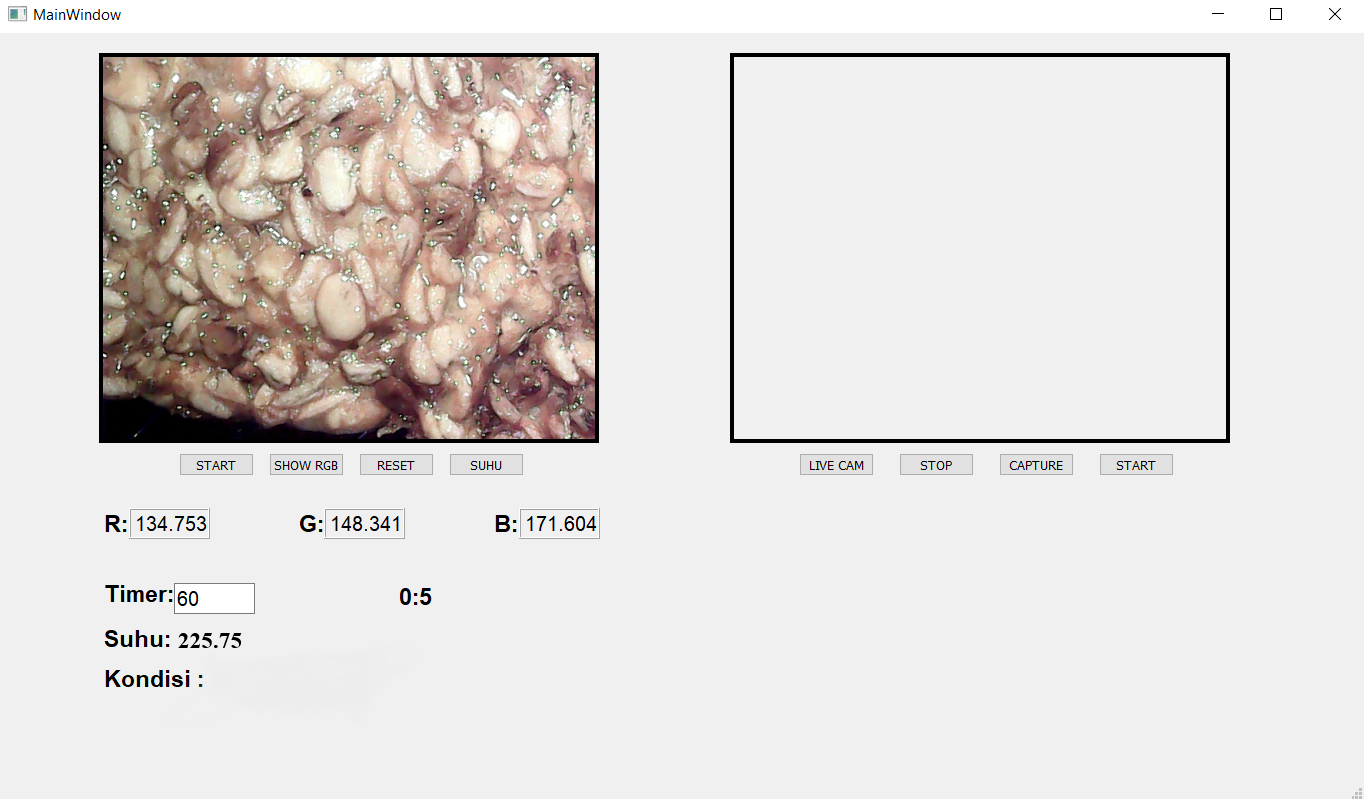 MainWindow
START SHOW RGB RESET SUHU LIVE CAM STOP CAPTURE START
R: 134.753 G: 148.341 B: 171.604
Timer: 60 0:5
Suhu: 225.75
Kondisi :